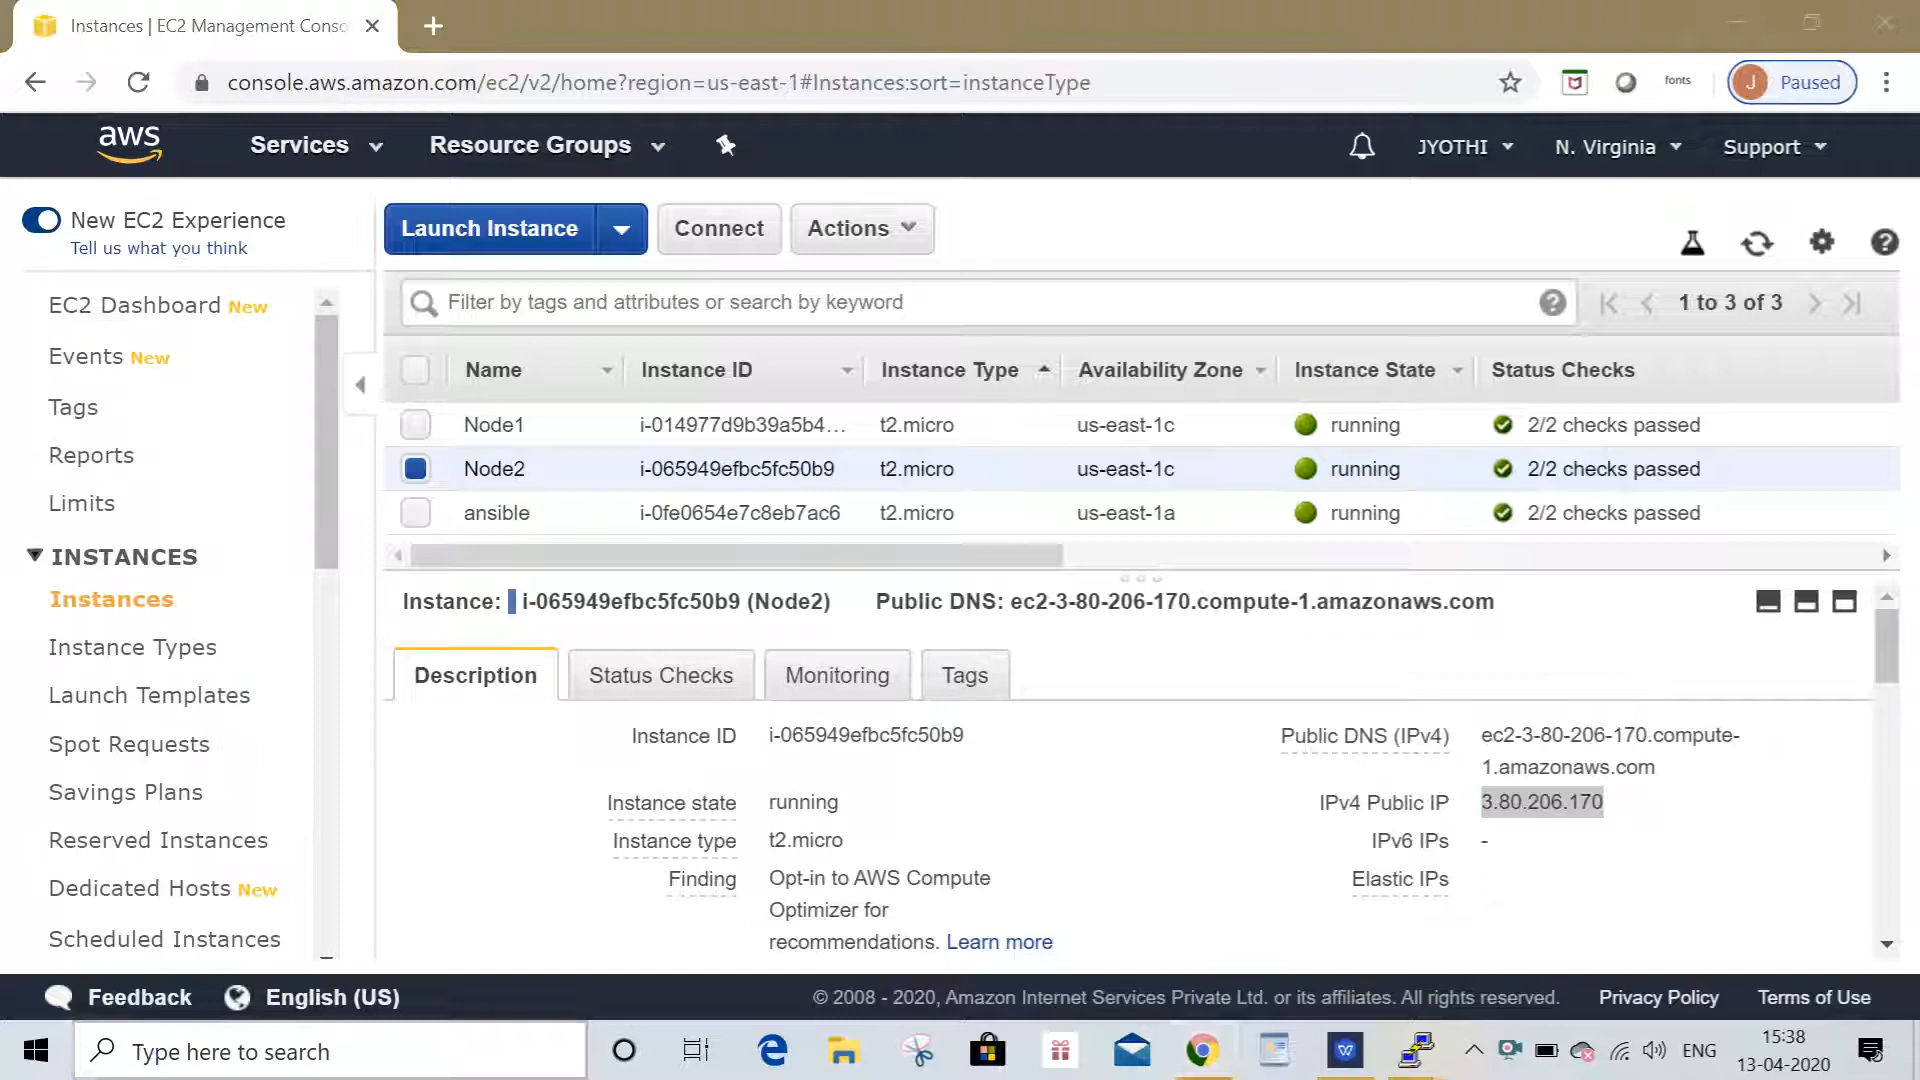 Instances | EC2 Management Conso
console.aws.amazon.com/ec2/v2/home?region=us-east-1#Instances:sort=instanceType
fonts
J Paused
aws Services Resource Groups JYOTHI N. Virginia Support
New EC2 Experience
Tell us what you think
EC2 Dashboard New
Events New
Tags
Reports
Limits
INSTANCES
Instances
Instance Types
Launch Templates
Spot Requests
Savings Plans
Reserved Instances
Dedicated Hosts New
Scheduled Instances
Launch Instance Connect Actions
Filter by tags and attributes or search by keyword
1 to 3 of 3
Name Instance ID Instance Type Availability Zone Instance State Status Checks
Node1 i-014977d9b39a5b4... t2.micro us-east-1c running 2/2 checks passed
Node2 i-065949efbc5fc50b9 t2.micro us-east-1c running 2/2 checks passed
ansible i-0fe0654e7c8eb7ac6 t2.micro us-east-1a running 2/2 checks passed
Instance: i-065949efbc5fc50b9 (Node2) Public DNS: ec2-3-80-206-170.compute-1.amazonaws.com
Description Status Checks Monitoring Tags
Instance ID i-065949efbc5fc50b9
Instance state running
Instance type t2.micro
Finding Opt-in to AWS Compute
Optimizer for
recommendations. Learn more
Public DNS (IPv4) ec2-3-80-206-170.compute-
1.amazonaws.com
IPv4 Public IP 3.80.206.170
IPv6 IPs -
Elastic IPs
Feedback English (US) © 2008 - 2020, Amazon Internet Services Private Ltd. or its affiliates. All rights reserved. Privacy Policy Terms of Use
Type here to search
ENG
15:38
13-04-2020